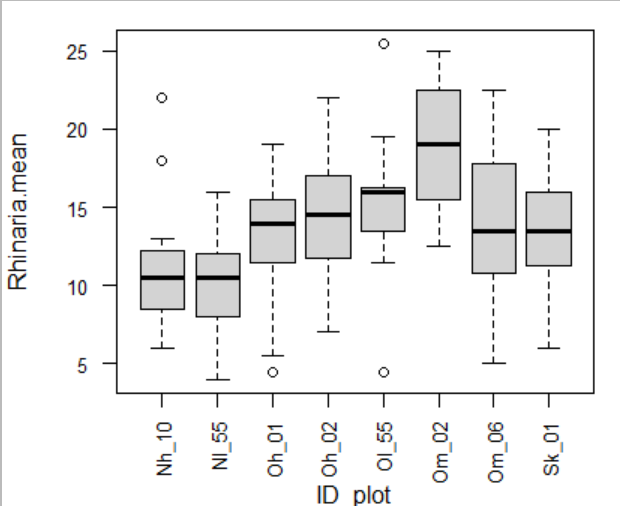 Rhinaria.mean
25
20
15
10
5
Nh_10
Nl_55
Oh_01
Oh_02
Ol_55
Om_02
Om_06
Sk_01
ID_plot